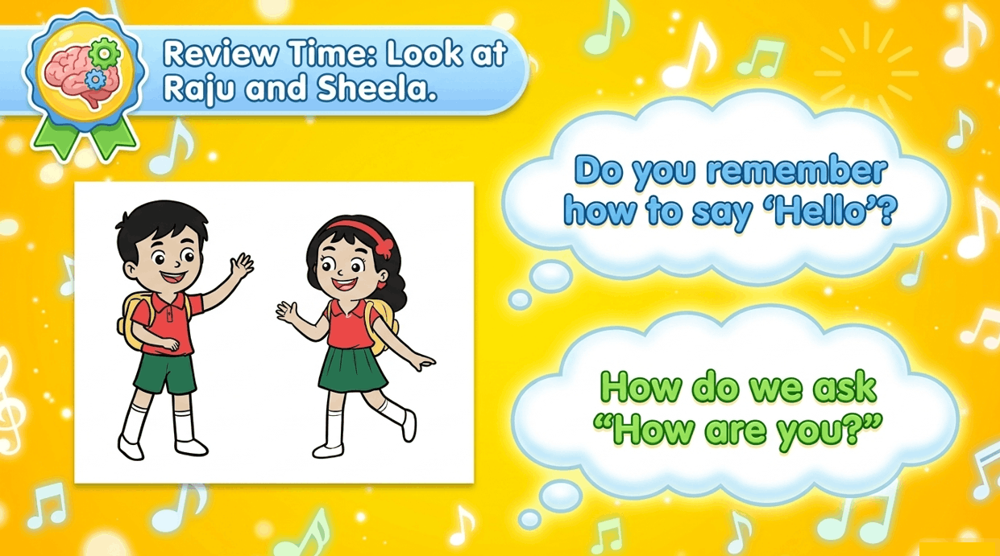 Review Time: Look at
Raju and Sheela.
Do you remember
how to say ‘Hello’?
How do we ask
“How are you?”